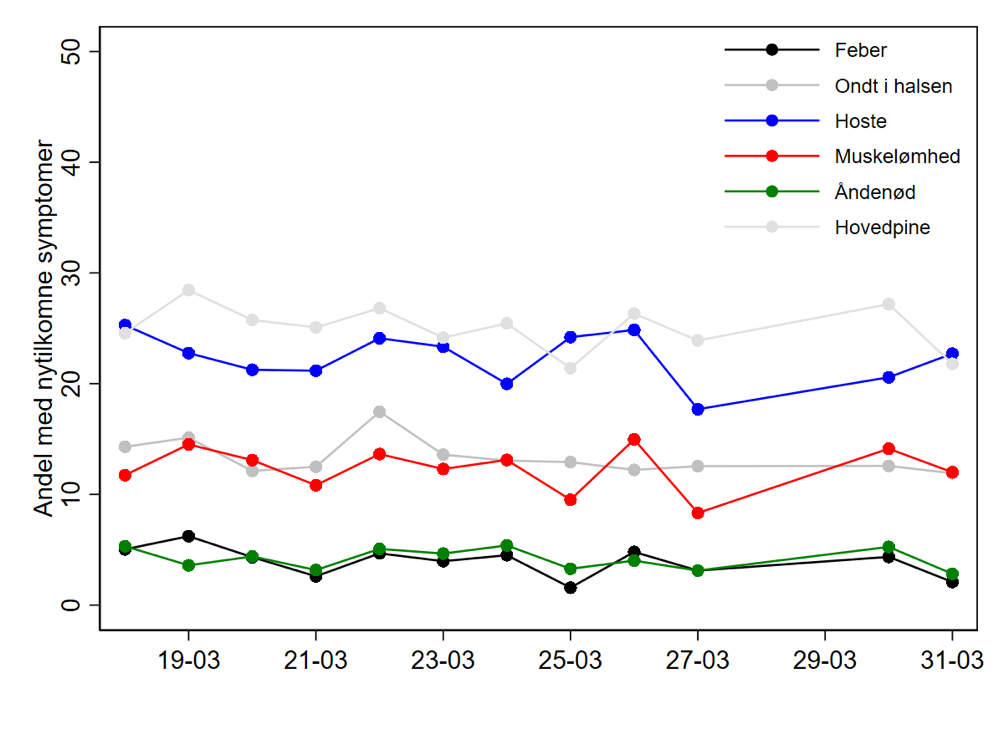 Andel med nytilkomne symptomer
50
40
30
20
10
0
Feber
Ondt i halsen
Hoste
Muskelømhed
Åndenød
Hovedpine
19-03 21-03 23-03 25-03 27-03 29-03 31-03